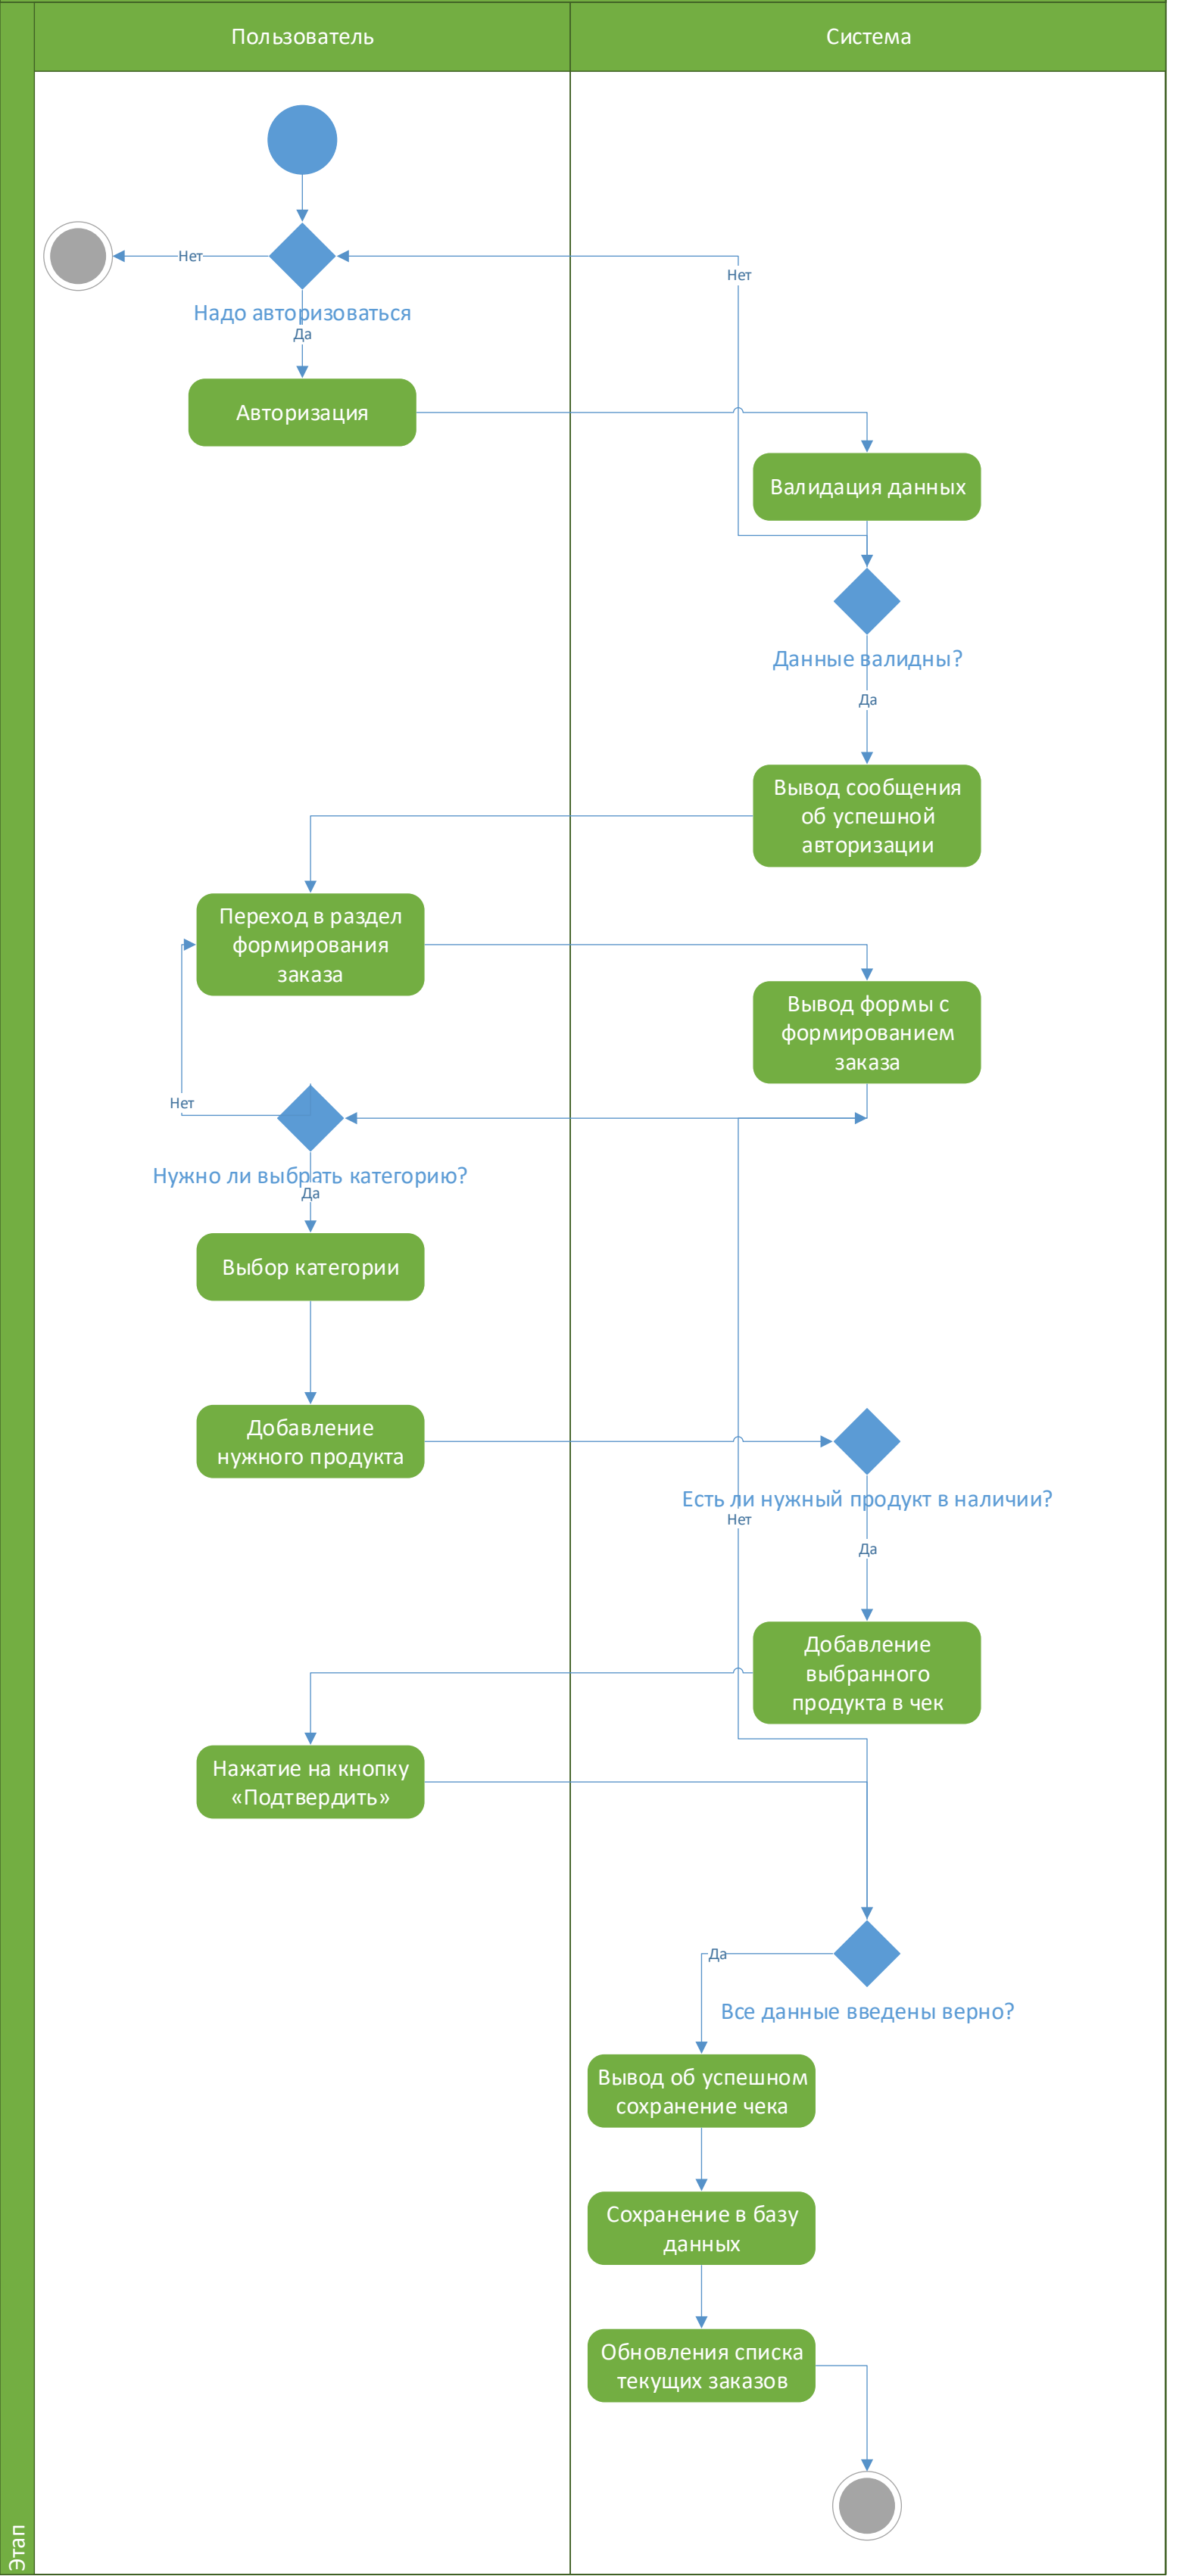 Пользователь
Система
Нет
Нет
Надо авторизоваться
Да
Авторизация
Валидация данных
Данные валидны?
Да
Вывод сообщения
об успешной
авторизации
Переход в раздел
формирования
заказа
Вывод формы с
формированием
заказа
Нет
Нужно ли выбрать категорию?
Да
Выбор категории
Добавление
нужного продукта
Есть ли нужный продукт в наличии?
Нет
Да
Добавление
выбранного
продукта в чек
Нажатие на кнопку
«Подтвердить»
Да
Все данные введены верно?
Вывод об успешном
сохранение чека
Сохранение в базу
данных
Обновления списка
текущих заказов
Этап